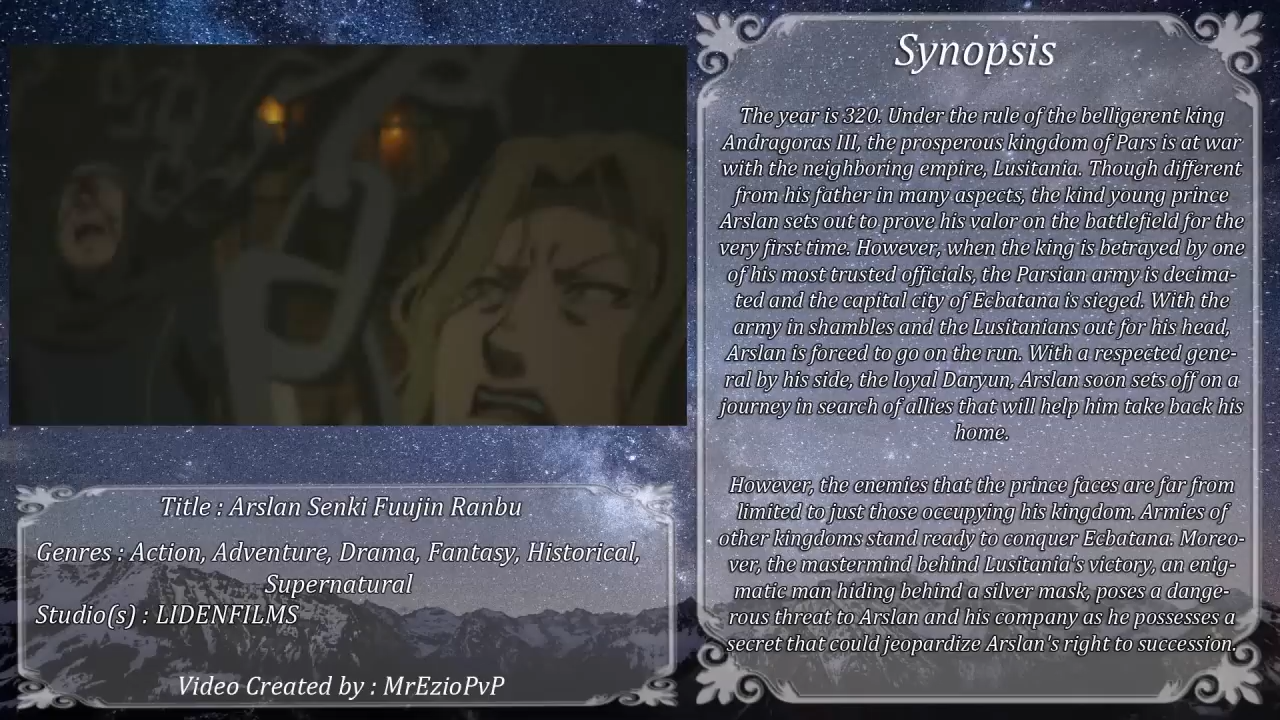 Synopsis
The year is 320. Under the rule of the belligerent king
Andragoras III, the prosperous kingdom of Pars is at war
with the neighboring empire, Lusitania. Though different
from his father in many aspects, the kind young prince
Arslan sets out to prove his valor on the battlefield for the
very first time. However, when the king is betrayed by one
of his most trusted officials, the Parsian army is decima-
ted and the capital city of Ecbatana is sieged. With the
army in shambles and the Lusitanians out for his head,
Arslan is forced to go on the run. With a respected gene-
ral by his side, the loyal Daryun, Arslan soon sets off on a
journey in search of allies that will help him take back his
home.
However, the enemies that the prince faces are far from
limited to just those occupying his kingdom. Armies of
other kingdoms stand ready to conquer Ecbatana. Moreo-
ver, the mastermind behind Lusitania's victory, an enig-
matic man hiding behind a silver mask, poses a dange-
rous threat to Arslan and his company as he possesses a
secret that could jeopardize Arslan's right to succession.
Title : Arslan Senki Fuujin Ranbu
Genres : Action, Adventure, Drama, Fantasy, Historical,
Supernatural
Studio(s) : LIDENFILMS
Video Created by : MrEzioPvP